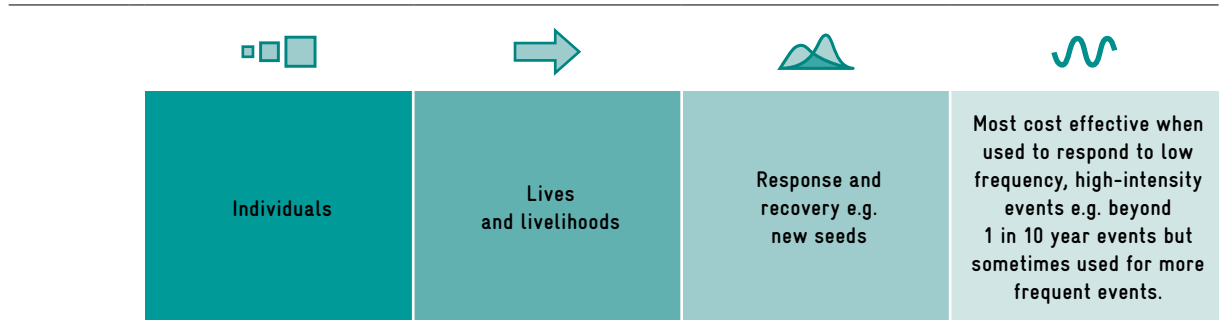 Individuals
Lives
and livelihoods
Response and
recovery e.g.
new seeds
Most cost effective when
used to respond to low
frequency, high-intensity
events e.g. beyond
1 in 10 year events but
sometimes used for more
frequent events.